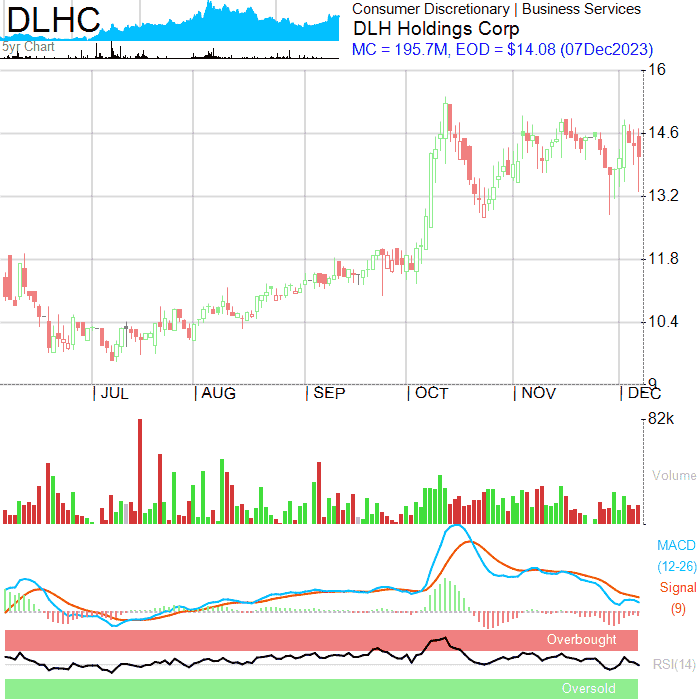 DLHC
5yr Chart
Consumer Discretionary | Business Services
DLH Holdings Corp
MC = 195.7M, EOD = $14.08 (07Dec2023)
16
14.6
13.2
11.8
10.4
9
JUL
AUG
SEP
OCT
NOV
DEC
82k
Volume
MACD
(12-26)
Signal
(9)
Overbought
RSI(14)
Oversold